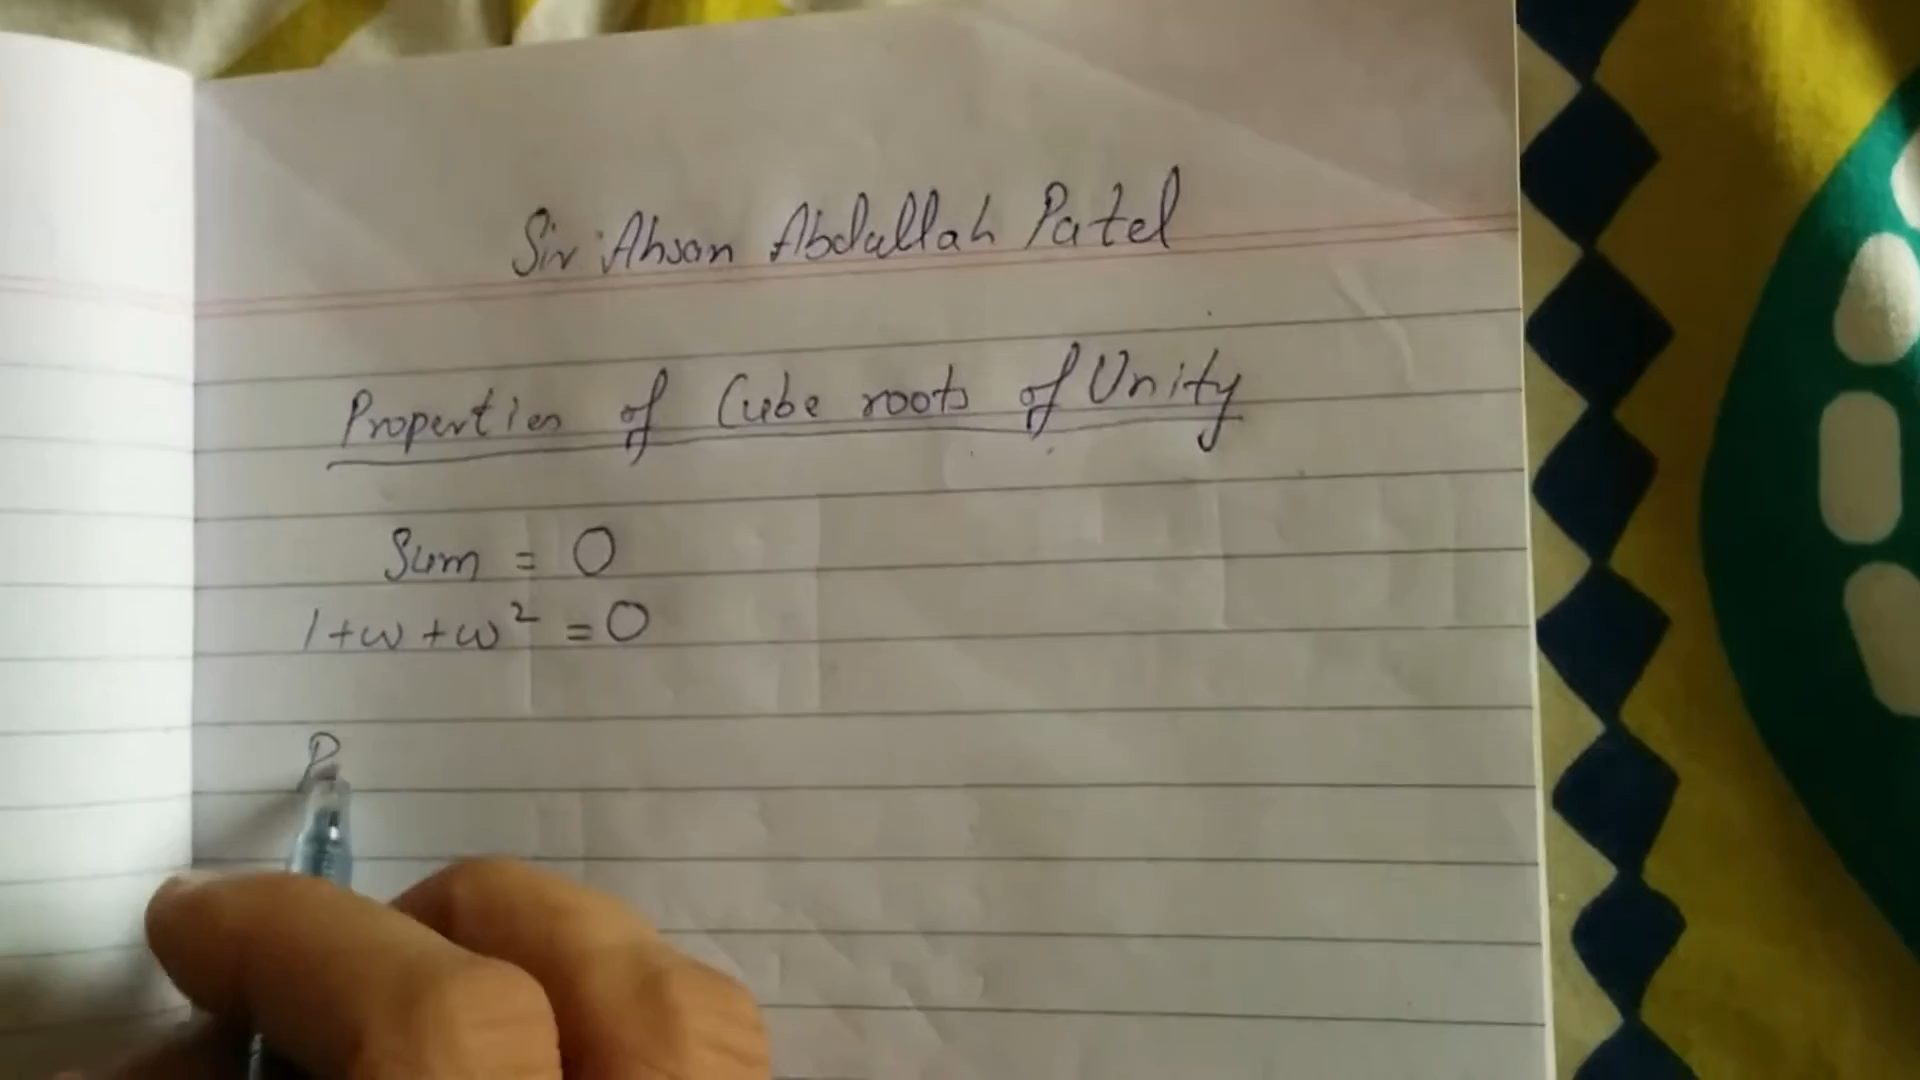 Sir Ahsan Abdullah Patel
Properties of Cube roots of Unity
Sum = 0
1+ω+ω² = 0
P